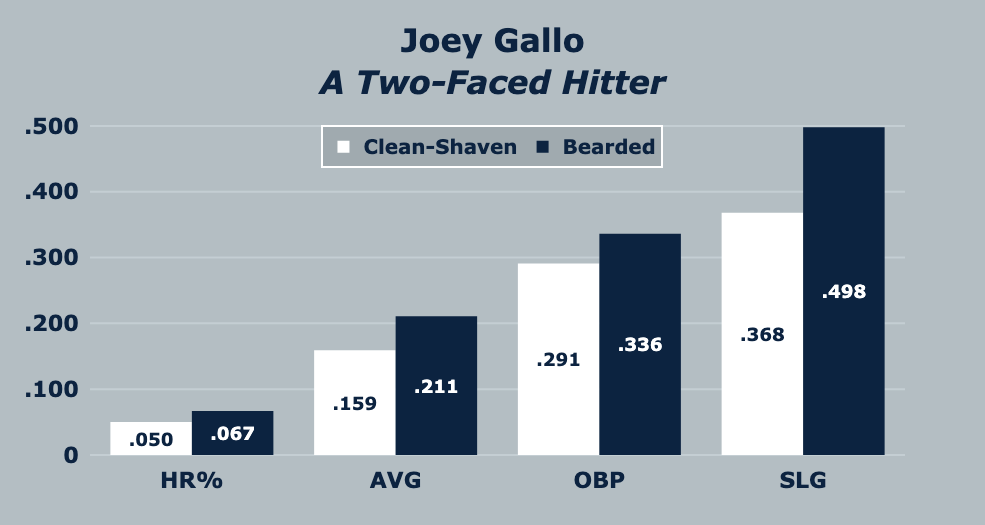 Joey Gallo
A Two-Faced Hitter
Clean-Shaven Bearded
.500
.400
.300
.200
.100
0
.050 .067
.159 .211
.291 .336
.368 .498
HR% AVG OBP SLG